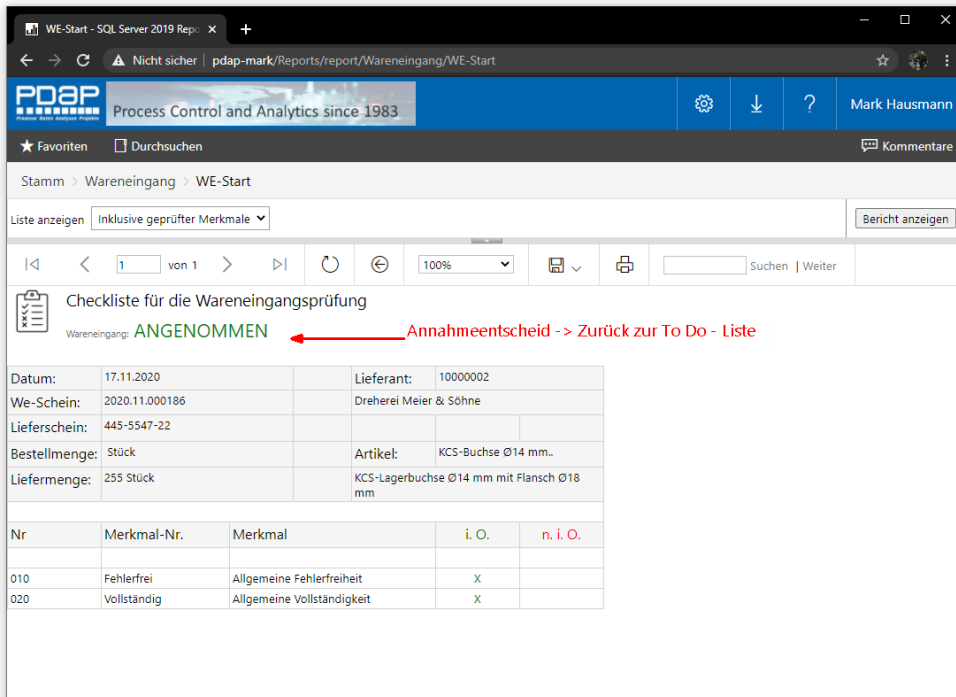 WE-Start - SQL Server 2019 Repo
Nicht sicher | pdap-mark/Reports/report/Wareneingang/WE-Start
PDAP
Prozess Daten Analysen Projekte
Process Control and Analytics since 1983
? Mark Hausmann
Favoriten Durchsuchen Kommentare
Stamm > Wareneingang > WE-Start
Liste anzeigen Inklusive geprüfter Merkmale Bericht anzeigen
1 von 1 100% Suchen | Weiter
Checkliste für die Wareneingangsprüfung
Wareneingang: ANGENOMMEN Annahmeentscheid -> Zurück zur To Do - Liste
Datum: 17.11.2020 Lieferant: 10000002
We-Schein: 2020.11.000186 Dreherei Meier & Söhne
Lieferschein: 445-5547-22
Bestellmenge: Stück Artikel: KCS-Buchse Ø14 mm..
Liefermenge: 255 Stück KCS-Lagerbuchse Ø14 mm mit Flansch Ø18
mm
Nr Merkmal-Nr. Merkmal i. O. n. i. O.
010 Fehlerfrei Allgemeine Fehlerfreiheit X
020 Vollständig Allgemeine Vollständigkeit X